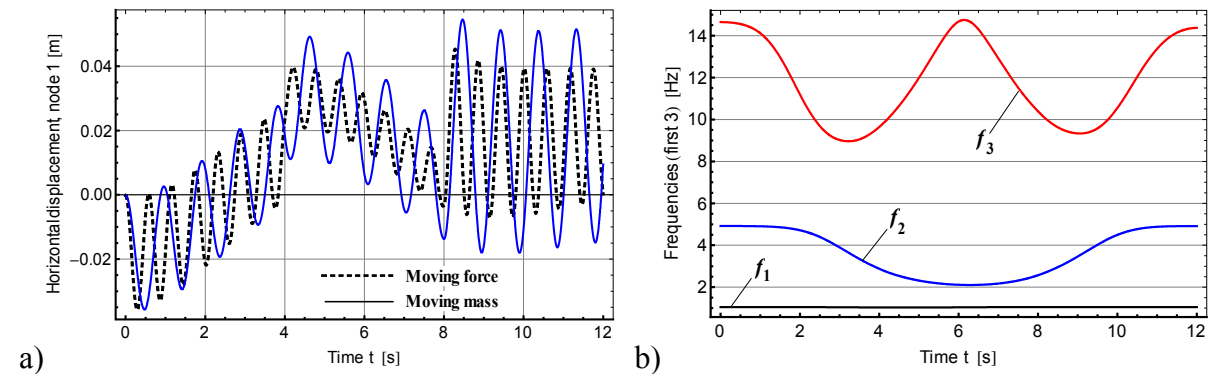 Horizontal displacement, node 1 [m]
0.04
0.02
0.00
−0.02
0
2
4
6
8
10
12
Time t [s]
Moving force
Moving mass
a)
Frequencies (first 3) [Hz]
14
12
10
8
6
4
2
0
2
4
6
8
10
12
Time t [s]
f3
f2
f1
b)